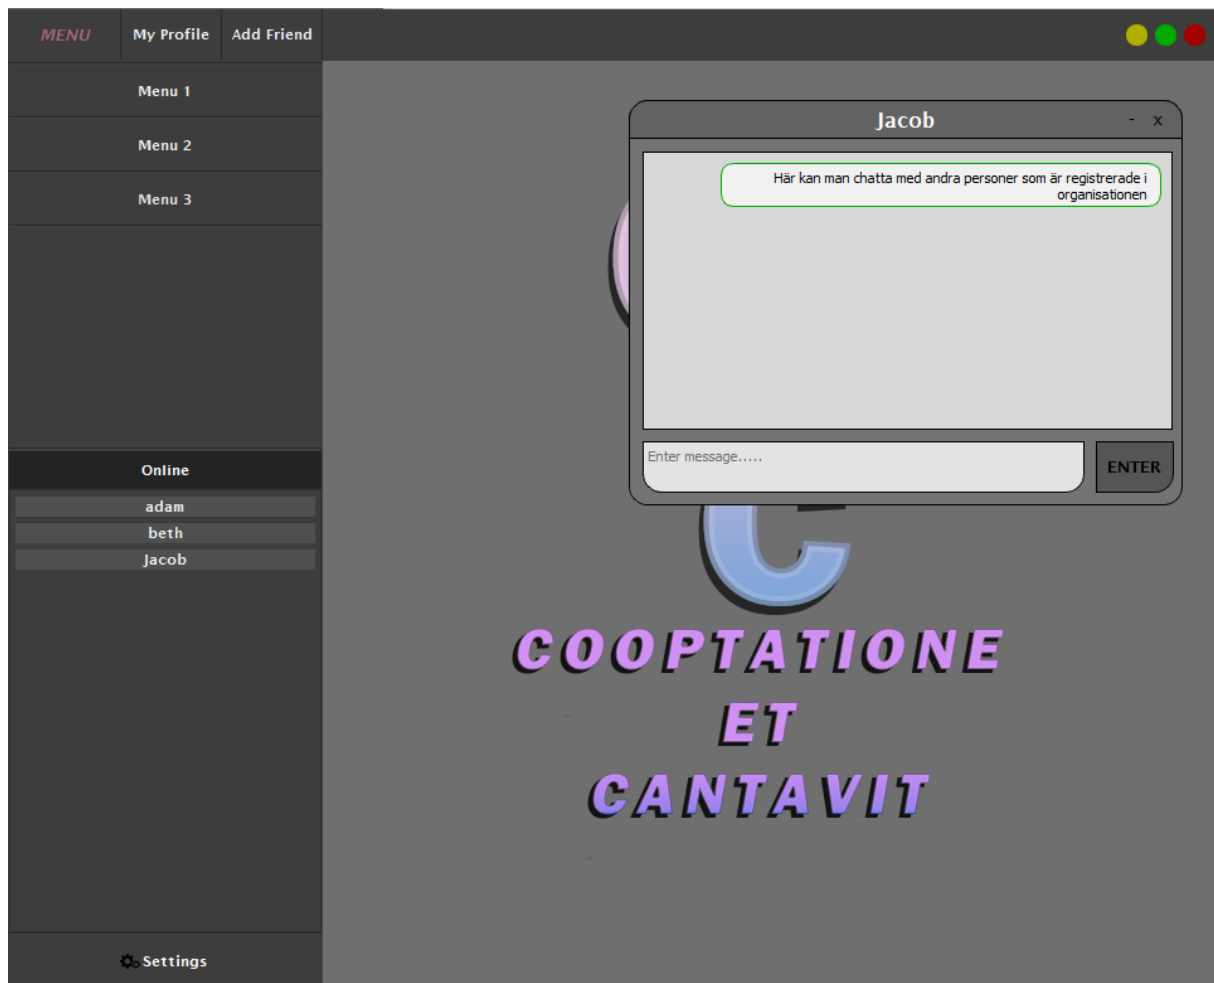 MENU My Profile Add Friend
Menu 1
Menu 2
Menu 3
Online
adam
beth
Jacob
Settings
Jacob - x
Här kan man chatta med andra personer som är registrerade i
organisationen
Enter message.....
ENTER
C
COOPTATIONE
ET
CANTAVIT